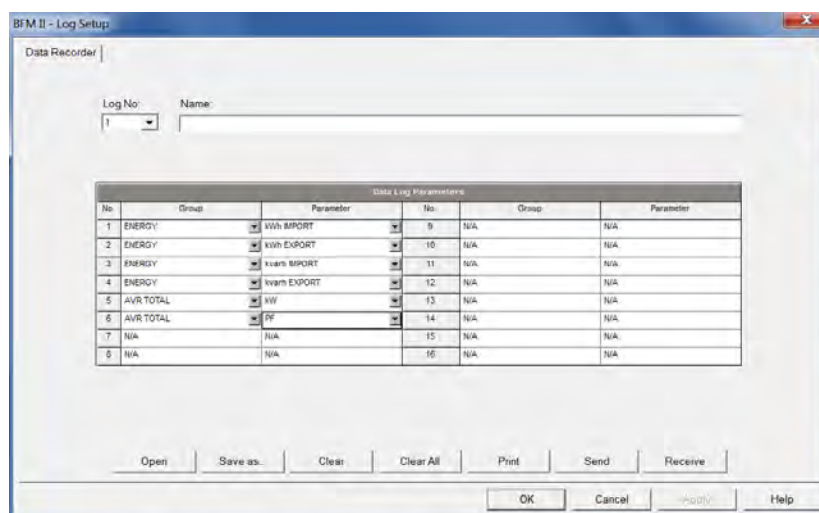 BFM II - Log Setup
Data Recorder
Log No: Name:
1
Data Log Parameters
No. Group Parameter No. Group Parameter
1 ENERGY kWh IMPORT 9 N/A N/A
2 ENERGY kWh EXPORT 10 N/A N/A
3 ENERGY kvarh IMPORT 11 N/A N/A
4 ENERGY kvarh EXPORT 12 N/A N/A
5 AVR TOTAL kW 13 N/A N/A
6 AVR TOTAL PF 14 N/A N/A
7 N/A N/A 15 N/A N/A
8 N/A N/A 16 N/A N/A
Open Save as... Clear Clear All Print Send Receive
OK Cancel Apply Help